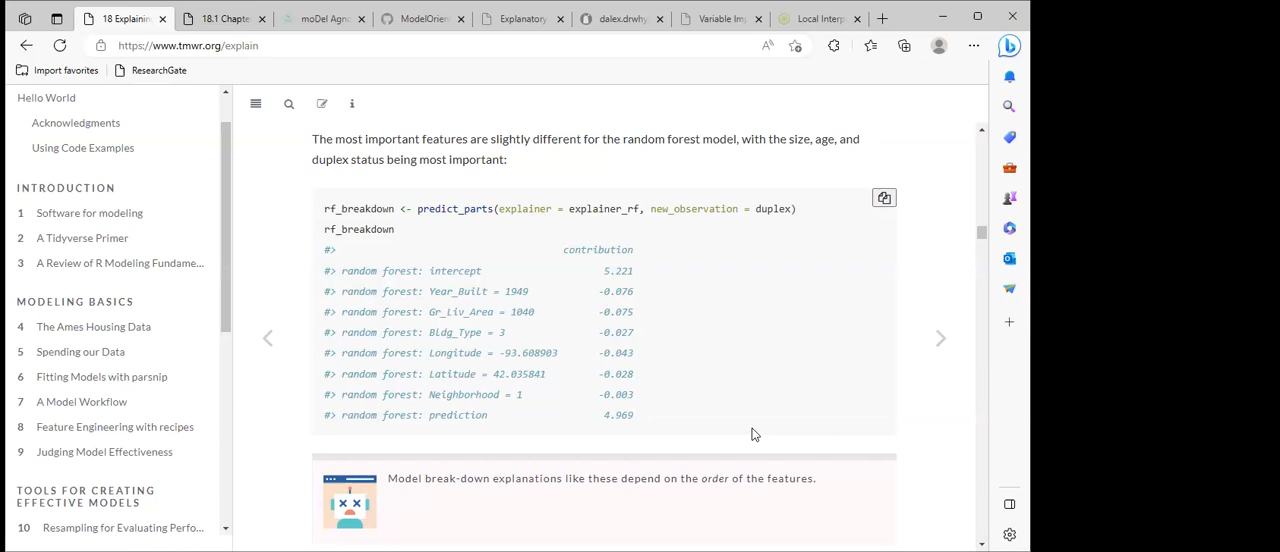 18 Explaining
18.1 Chapte
moDel Agno
ModelOrien
Explanatory
dalex.drwhy
Variable Imp
Local Interp
https://www.tmwr.org/explain
Import favorites
ResearchGate
Hello World
Acknowledgments
Using Code Examples
INTRODUCTION
1 Software for modeling
2 A Tidyverse Primer
3 A Review of R Modeling Fundame...
MODELING BASICS
4 The Ames Housing Data
5 Spending our Data
6 Fitting Models with parsnip
7 A Model Workflow
8 Feature Engineering with recipes
9 Judging Model Effectiveness
TOOLS FOR CREATING
EFFECTIVE MODELS
10 Resampling for Evaluating Perfo...
The most important features are slightly different for the random forest model, with the size, age, and
duplex status being most important:
rf_breakdown <- predict_parts(explainer = explainer_rf, new_observation = duplex)
rf_breakdown
#> contribution
#> random forest: intercept 5.221
#> random forest: Year_Built = 1949 -0.076
#> random forest: Gr_Liv_Area = 1040 -0.075
#> random forest: Bldg_Type = 3 -0.027
#> random forest: Longitude = -93.608903 -0.043
#> random forest: Latitude = 42.035841 -0.028
#> random forest: Neighborhood = 1 -0.003
#> random forest: prediction 4.969
Model break-down explanations like these depend on the order of the features.